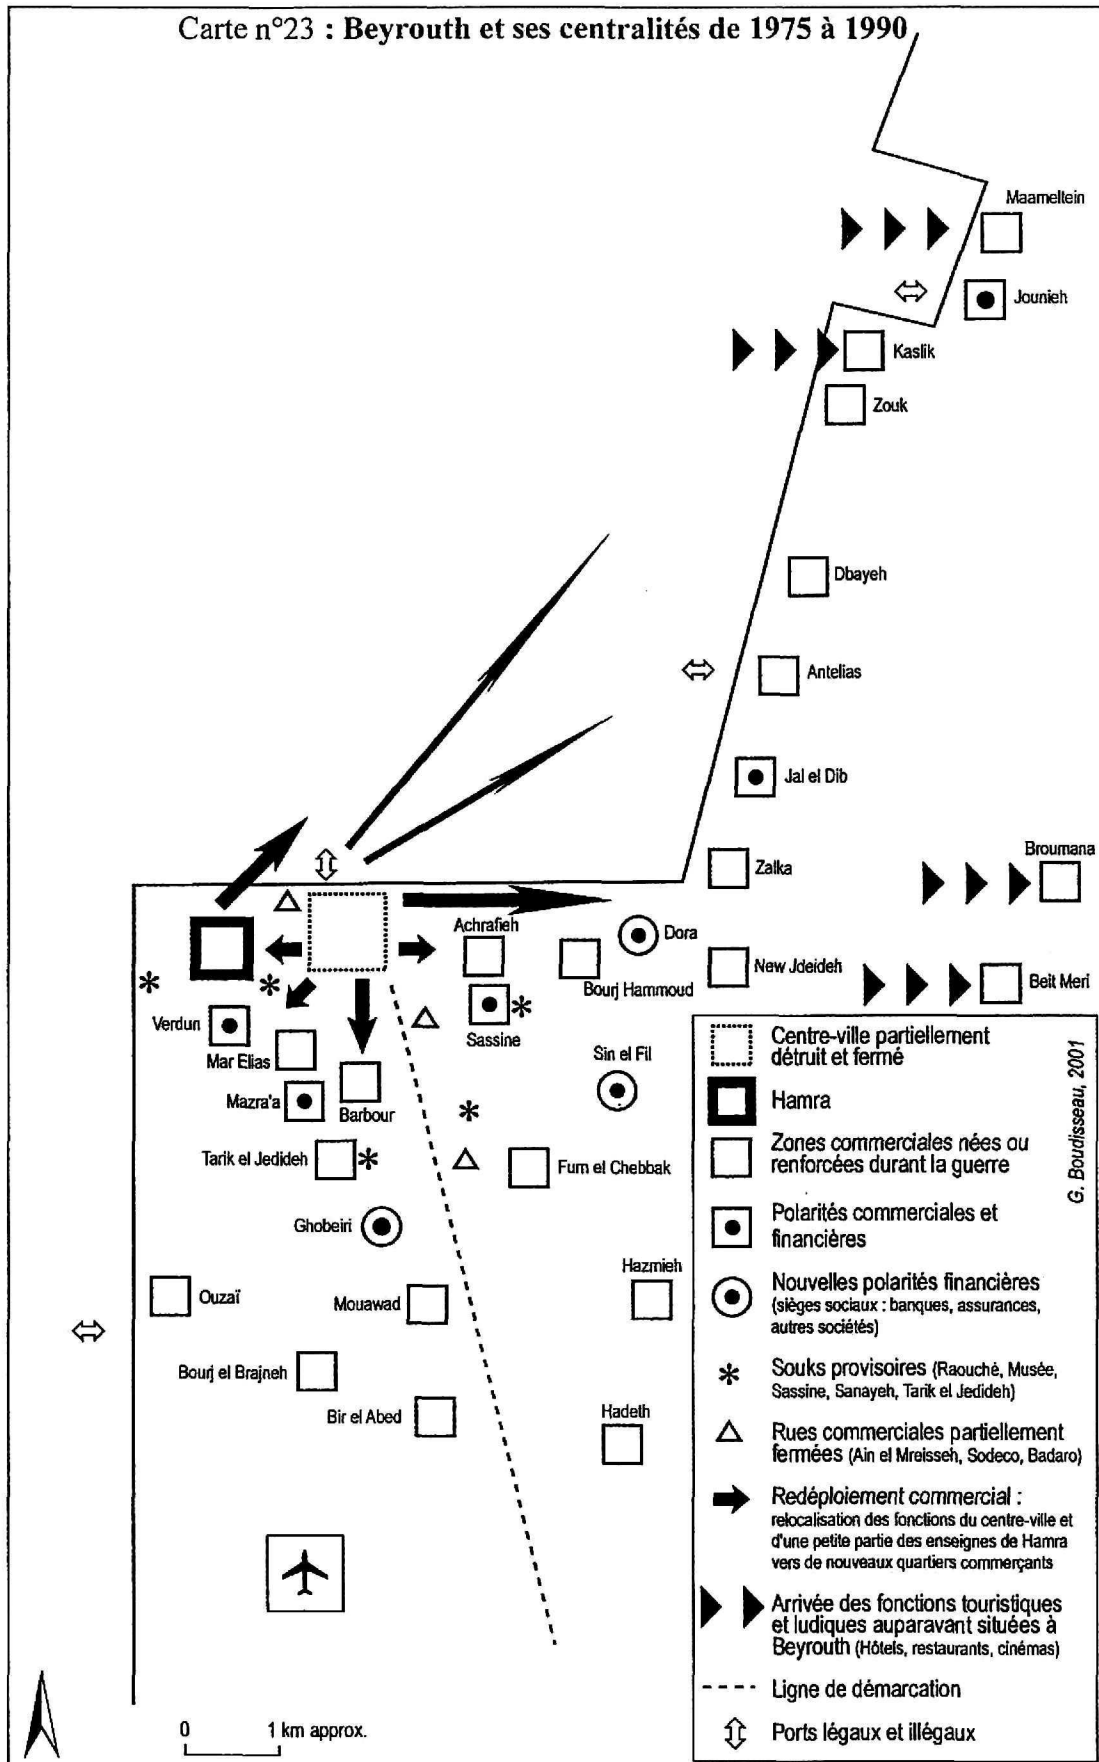 Carte n°23 : Beyrouth et ses centralités de 1975 à 1990
Maameltein
Jounieh
Kaslik
Zouk
Dbayeh
Antelias
Jal el Dib
Zalka
Broumana
Achrafieh
Dora
Bourj Hammoud
New Jdeideh
Beit Meri
Verdun
Sassine
Mar Elias
Sin el Fil
Mazra'a
Barbour
Tarik el Jedideh
Furn el Chebbak
Ghobeiri
Ouzaï
Mouawad
Hazmieh
Bourj el Brajneh
Bir el Abed
Hadeth
Centre-ville partiellement
détruit et fermé
Hamra
Zones commerciales nées ou
renforcées durant la guerre
Polarités commerciales et
financières
Nouvelles polarités financières
(sièges sociaux : banques, assurances,
autres sociétés)
Souks provisoires (Raouché, Musée,
Sassine, Sanayeh, Tarik el Jedideh)
Rues commerciales partiellement
fermées (Ain el Mreisseh, Sodeco, Badaro)
Redéploiement commercial :
relocalisation des fonctions du centre-ville et
d'une petite partie des enseignes de Hamra
vers de nouveaux quartiers commerçants
Arrivée des fonctions touristiques
et ludiques auparavant situées à
Beyrouth (Hôtels, restaurants, cinémas)
Ligne de démarcation
Ports légaux et illégaux
G. Boudisseau, 2001
0 1 km approx.